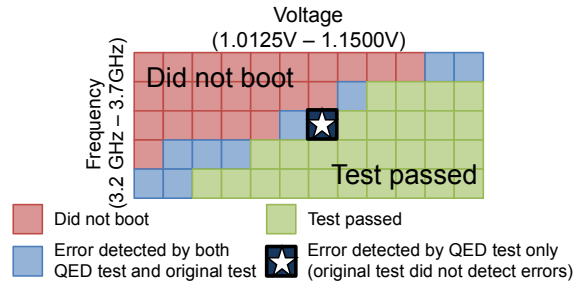 Voltage
(1.0125V – 1.1500V)
Frequency
(3.2 GHz – 3.7GHz)
Did not boot
Test passed
Did not boot
Test passed
Error detected by both
QED test and original test
Error detected by QED test only
(original test did not detect errors)